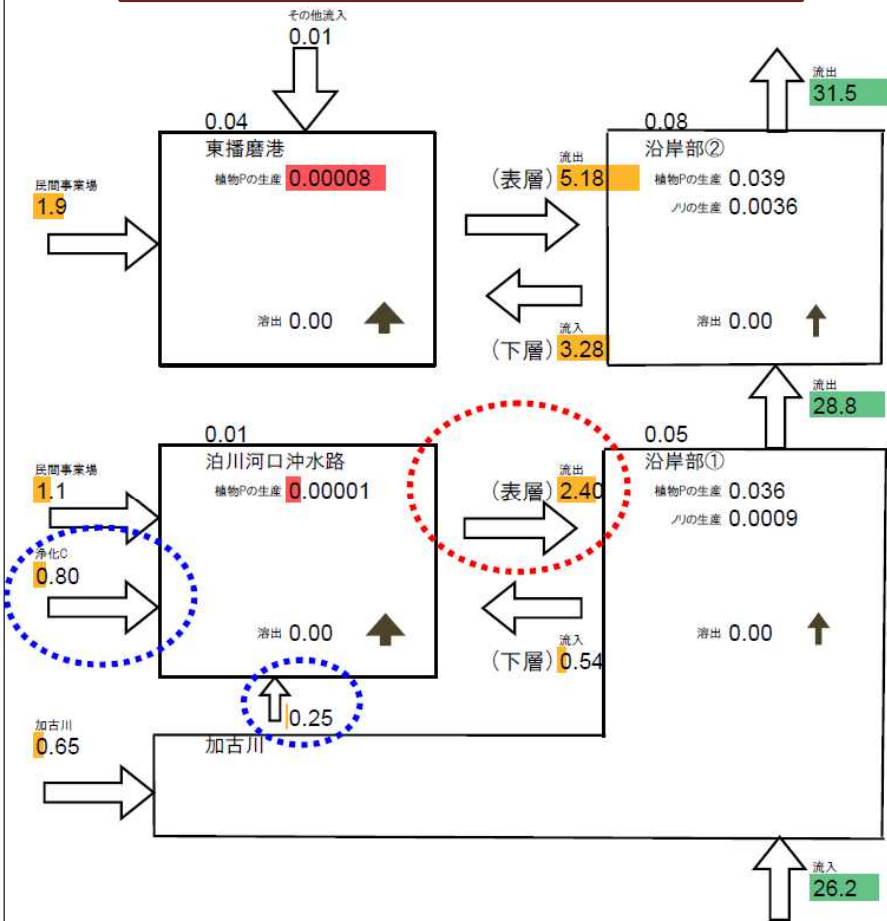 その他流入
0.01
0.04
東播磨港
植物Pの生産 0.00008
民間事業場
1.9
溶出 0.00
流出
(表層) 5.18
流入
(下層) 3.28
流出
31.5
0.08
沿岸部②
植物Pの生産 0.039
ノリの生産 0.0036
溶出 0.00
流出
28.8
0.01
泊川河口沖水路
植物Pの生産 0.00001
民間事業場
1.1
浄化C
0.80
溶出 0.00
流出
(表層) 2.40
流入
(下層) 0.54
0.05
沿岸部①
植物Pの生産 0.036
ノリの生産 0.0009
溶出 0.00
0.25
加古川
0.65
加古川
流入
26.2